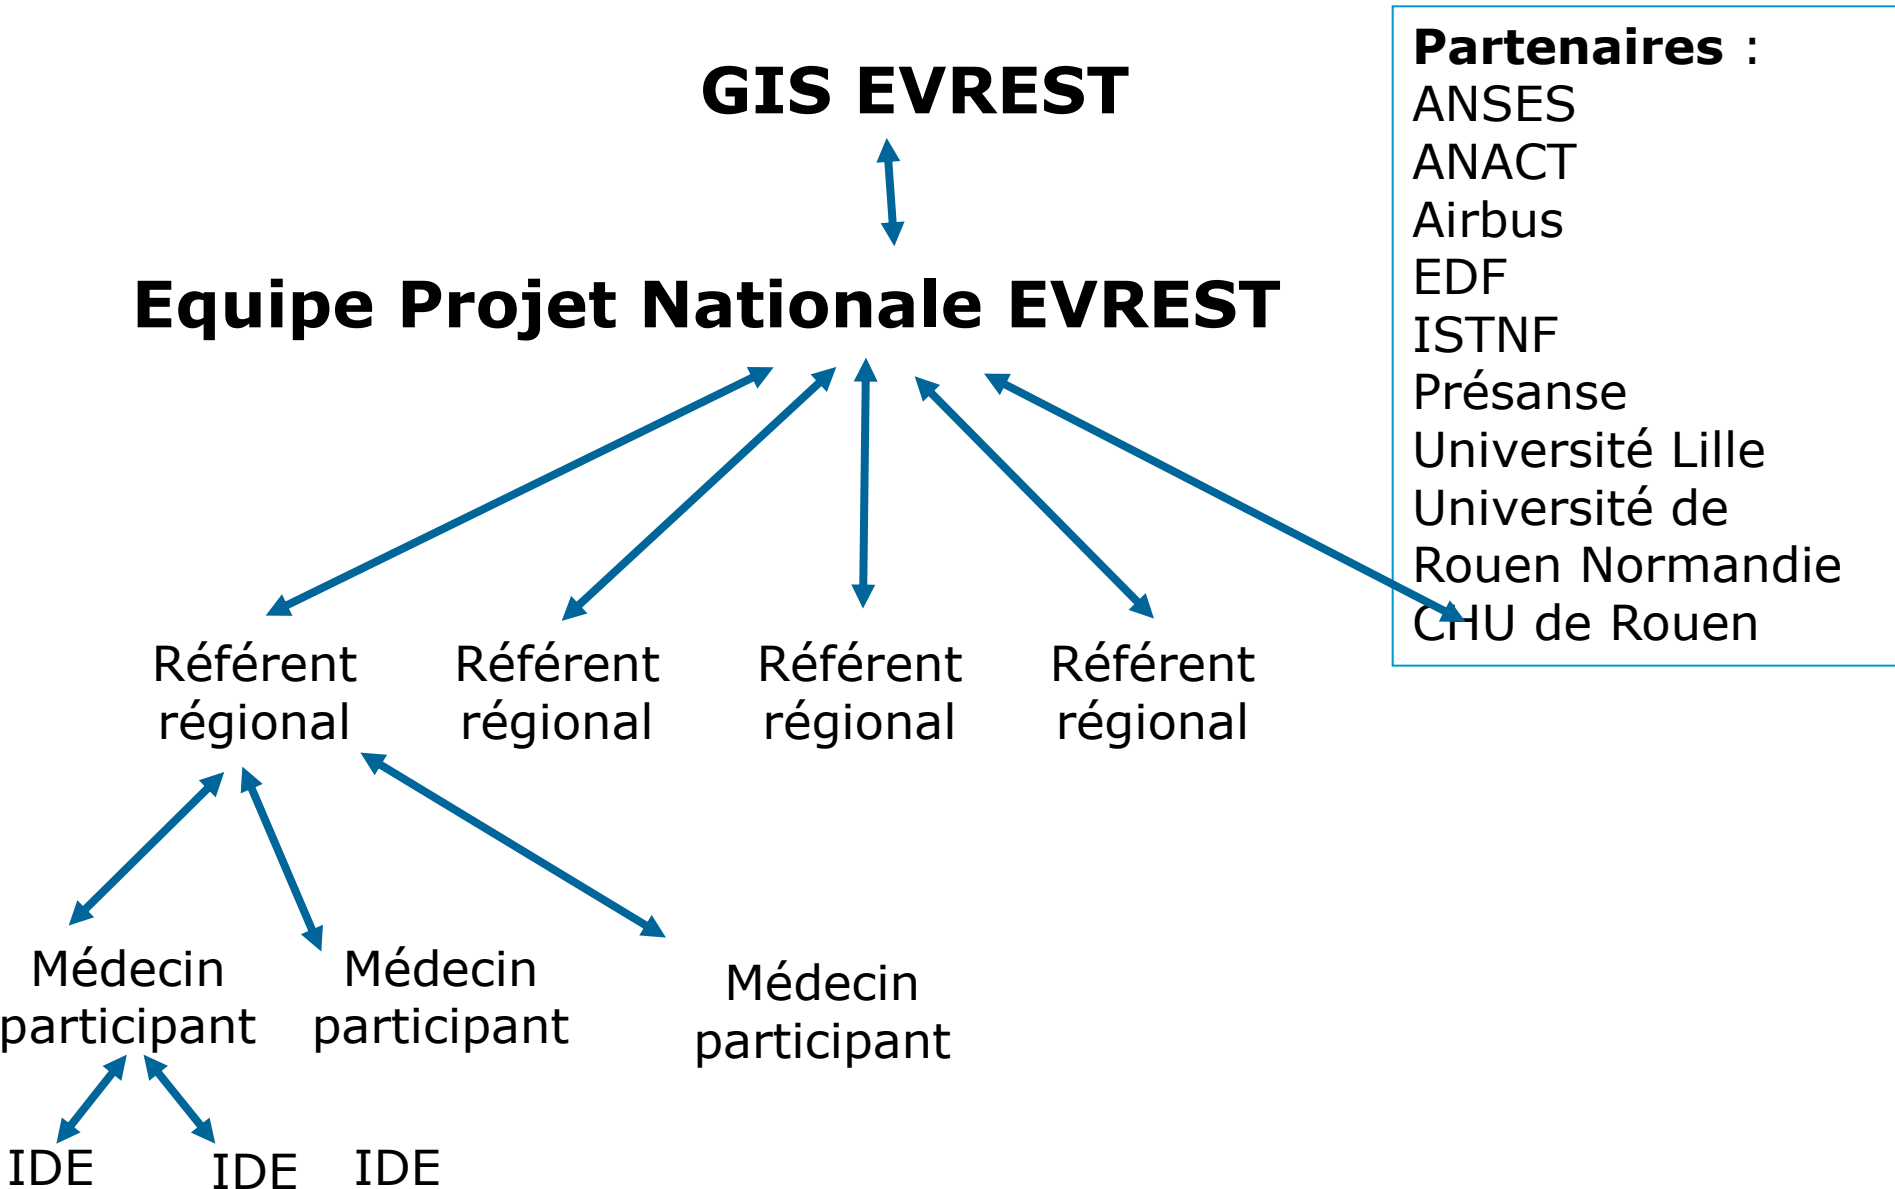 GIS EVREST
Partenaires :
ANSES
ANACT
Airbus
EDF
ISTNF
Présanse
Université Lille
Université de
Rouen Normandie
CHU de Rouen
Equipe Projet Nationale EVREST
Référent
régional
Référent
régional
Référent
régional
Référent
régional
Médecin
participant
Médecin
participant
Médecin
participant
IDE
IDE
IDE